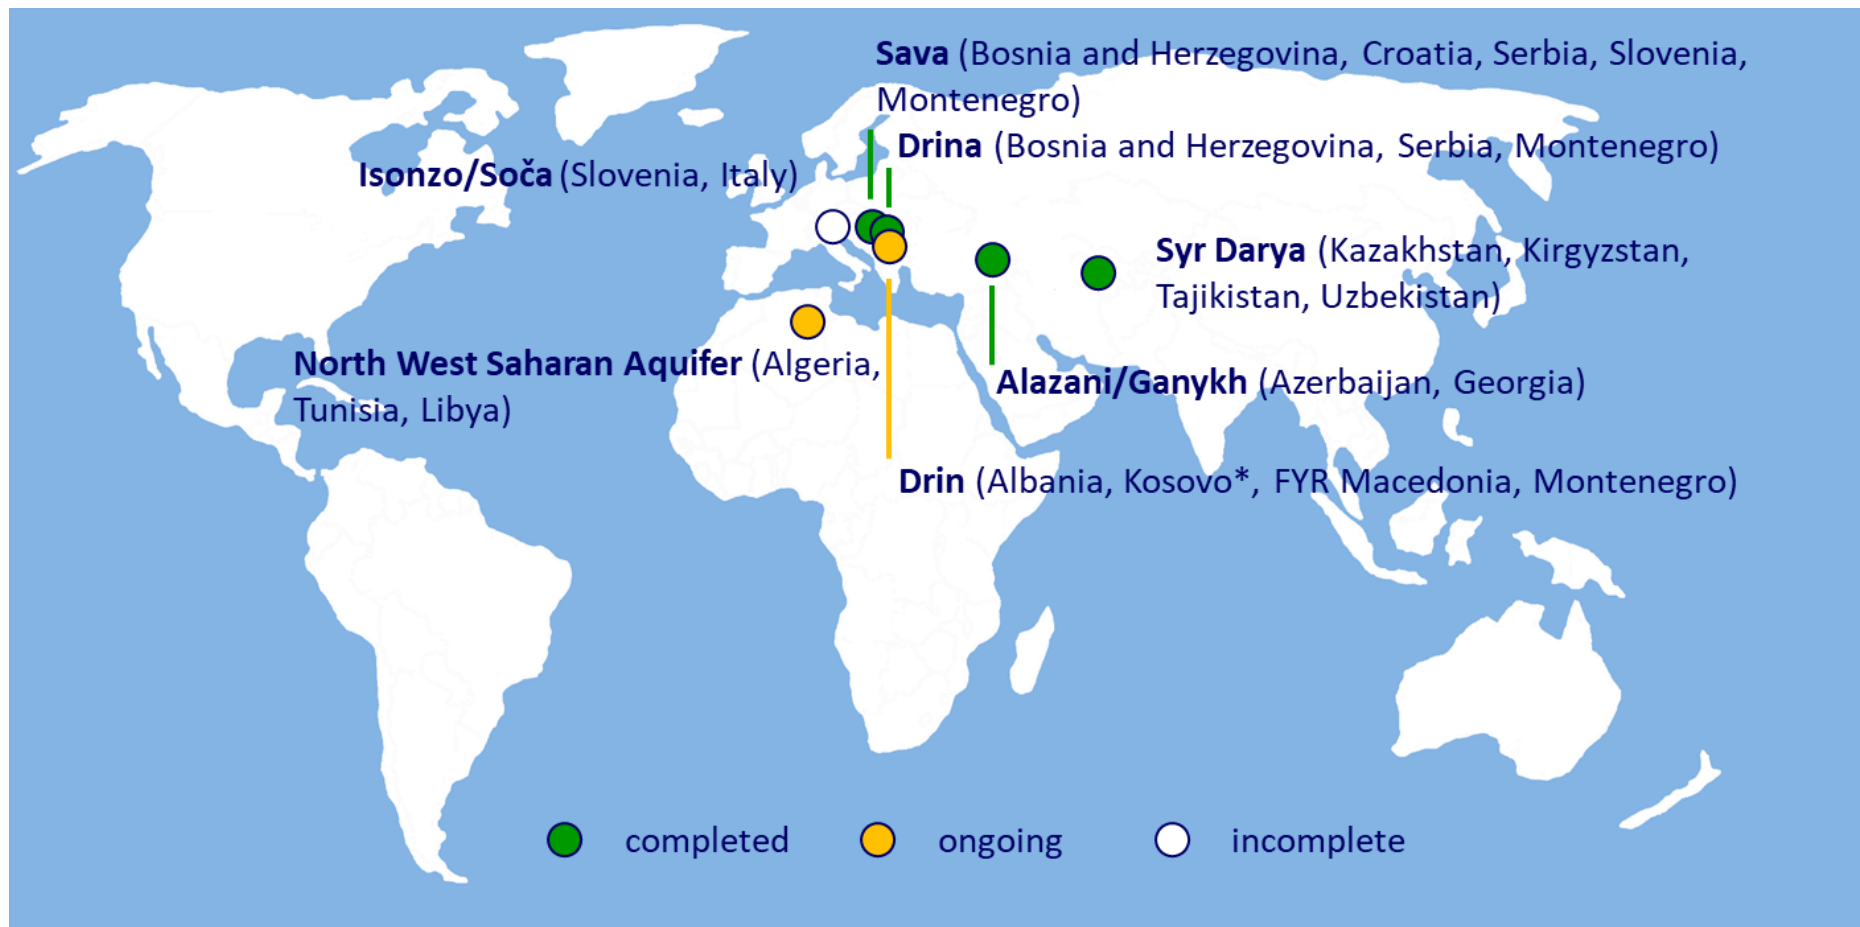 Sava (Bosnia and Herzegovina, Croatia, Serbia, Slovenia,
Montenegro)
Drina (Bosnia and Herzegovina, Serbia, Montenegro)
Isonzo/Soča (Slovenia, Italy)
Syr Darya (Kazakhstan, Kirgyzstan,
Tajikistan, Uzbekistan)
North West Saharan Aquifer (Algeria,
Tunisia, Libya)
Alazani/Ganykh (Azerbaijan, Georgia)
Drin (Albania, Kosovo*, FYR Macedonia, Montenegro)
completed
ongoing
incomplete